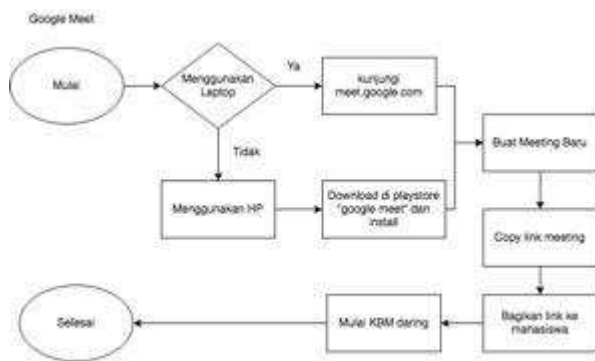 Google Meet
Mulai
Menggunakan
Laptop
Ya
kunjungi
meet.google.com
Tidak
Menggunakan HP
Download di playstore
"google meet" dan
install
Buat Meeting Baru
Copy link meeting
Bagikan link ke
mahasiswa
Mulai KBM daring
Selesai